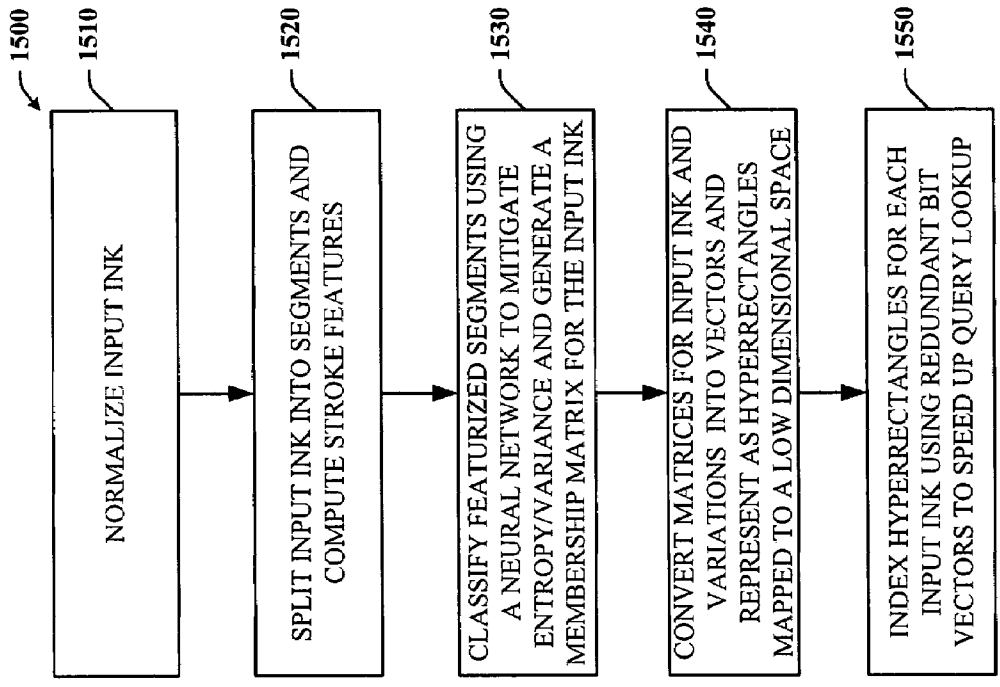 1500
1510
NORMALIZE INPUT INK
1520
SPLIT INPUT INK INTO SEGMENTS AND
COMPUTE STROKE FEATURES
1530
CLASSIFY FEATURIZED SEGMENTS USING
A NEURAL NETWORK TO MITIGATE
ENTROPY/VARIANCE AND GENERATE A
MEMBERSHIP MATRIX FOR THE INPUT INK
1540
CONVERT MATRICES FOR INPUT INK AND
VARIATIONS INTO VECTORS AND
REPRESENT AS HYPERRECTANGLES
MAPPED TO A LOW DIMENSIONAL SPACE
1550
INDEX HYPERRECTANGLES FOR EACH
INPUT INK USING REDUNDANT BIT
VECTORS TO SPEED UP QUERY LOOKUP